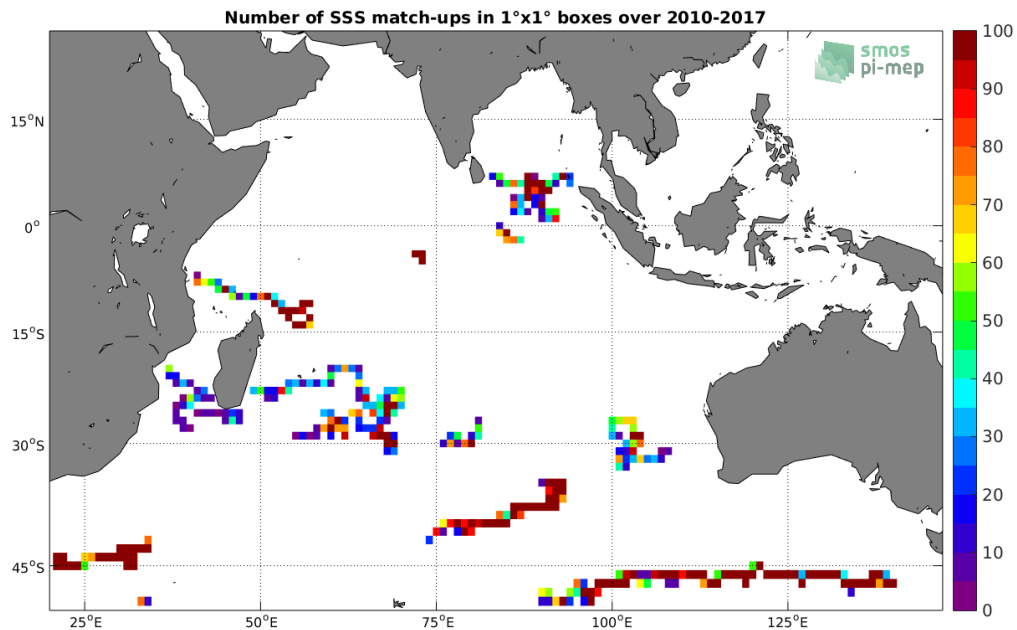 Number of SSS match-ups in 1°x1° boxes over 2010-2017
smos
pi-mep
15°N
0°
15°S
30°S
45°S
25°E
50°E
75°E
100°E
125°E
100
90
80
70
60
50
40
30
20
10
0